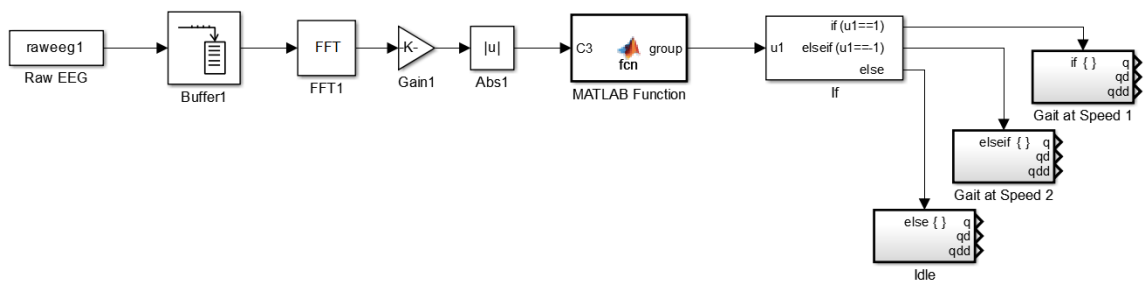 raweeg1
Raw EEG
Buffer1
FFT
FFT1
-K-
Gain1
|u|
Abs1
C3
fcn
group
MATLAB Function
u1
if (u1==1)
elseif (u1==-1)
else
If
if { }
q
qd
qdd
Gait at Speed 1
elseif { }
q
qd
qdd
Gait at Speed 2
else { }
q
qd
qdd
Idle